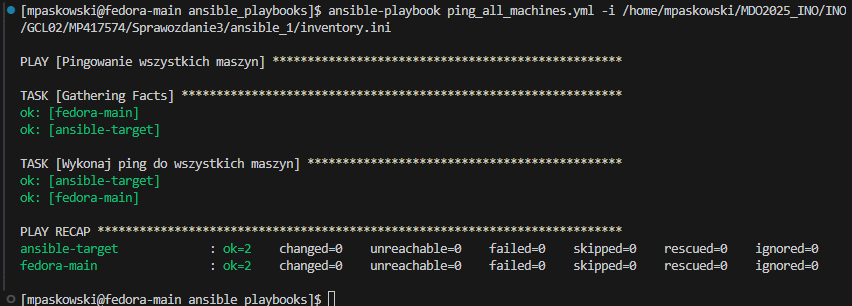 [mpaskowski@fedora-main ansible_playbooks]$ ansible-playbook ping_all_machines.yml -i /home/mpaskowski/MDO2025_INO/INO
/GCL02/MP417574/Sprawozdanie3/ansible_1/inventory.ini
PLAY [Pingowanie wszystkich maszyn] **************************************************
TASK [Gathering Facts] ***************************************************************
ok: [fedora-main]
ok: [ansible-target]
TASK [Wykonaj ping do wszystkich maszyn] *********************************************
ok: [ansible-target]
ok: [fedora-main]
PLAY RECAP ***************************************************************************
ansible-target             : ok=2    changed=0    unreachable=0    failed=0    skipped=0    rescued=0    ignored=0
fedora-main                : ok=2    changed=0    unreachable=0    failed=0    skipped=0    rescued=0    ignored=0
[mpaskowski@fedora-main ansible_playbooks]$